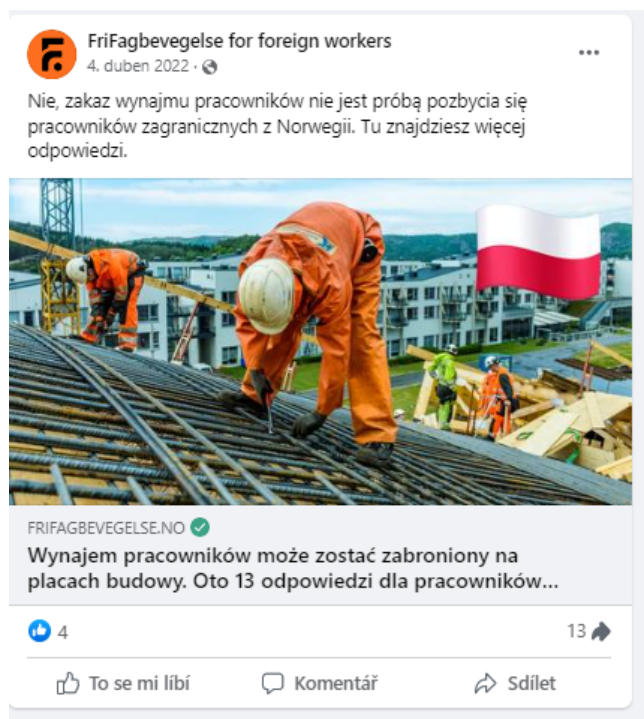 FriFagbevegelse for foreign workers
4. duben 2022 ·
Nie, zakaz wynajmu pracowników nie jest próbą pozbycia się
pracowników zagranicznych z Norwegii. Tu znajdziesz więcej
odpowiedzi.
FRIFAGBEVEGELSE.NO
Wynajem pracowników może zostać zabroniony na
placach budowy. Oto 13 odpowiedzi dla pracowników...
4
13
To se mi líbí
Komentář
Sdílet